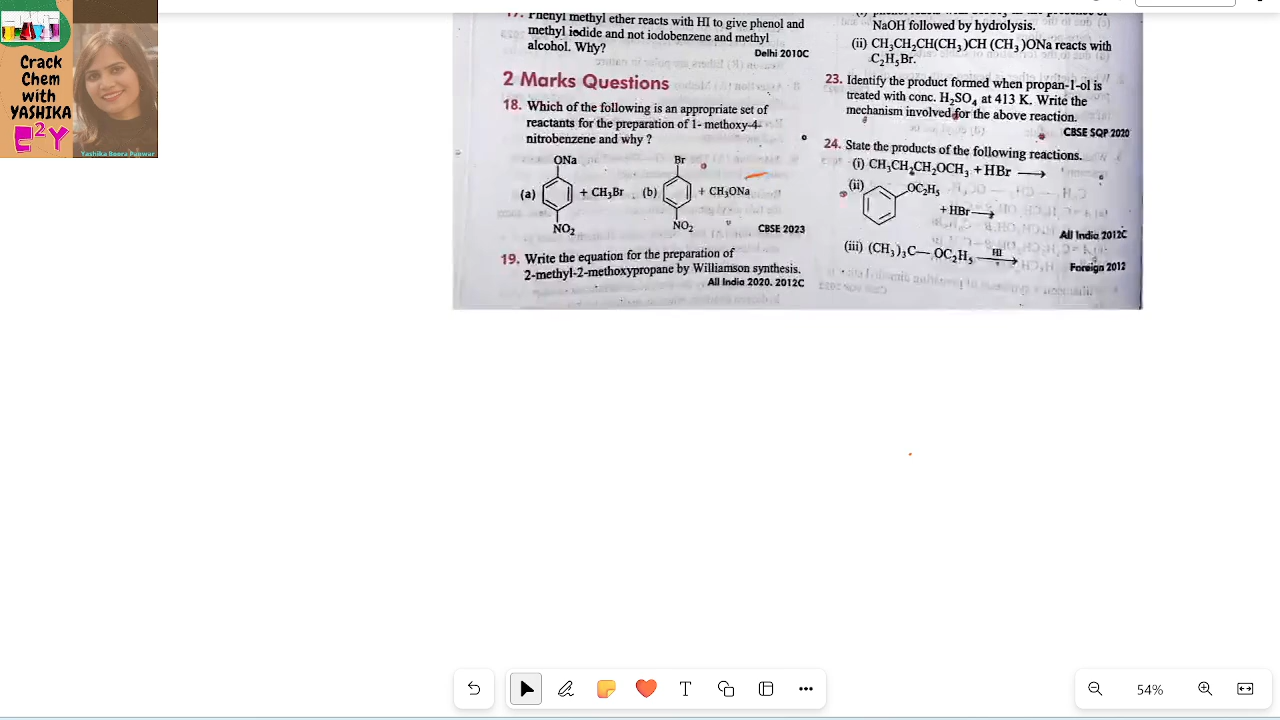 Crack
Chem
with
YASHIKA
Yashika Boora Panwar
17. Phenyl methyl ether reacts with HI to give phenol and
methyl iodide and not iodobenzene and methyl
alcohol. Why?
Delhi 2010C
2 Marks Questions
18. Which of the following is an appropriate set of
reactants for the preparation of 1- methoxy-4-
nitrobenzene and why ?
ONa
Br
(a) + CH₃Br (b) + CH₃ONa
NO₂
NO₂
CBSE 2023
19. Write the equation for the preparation of
2-methyl-2-methoxypropane by Williamson synthesis.
All India 2020. 2012C
NaOH followed by hydrolysis.
(ii) CH₃CH₂CH(CH₃)CH (CH₃)ONa reacts with
C₂H₅Br.
23. Identify the product formed when propan-1-ol is
treated with conc. H₂SO₄ at 413 K. Write the
mechanism involved for the above reaction.
CBSE SQP 2020
24. State the products of the following reactions.
(i) CH₃CH₂CH₂OCH₃ + HBr ⟶
(ii) OC₂H₅
+ HBr ⟶
All India 2012C
(iii) (CH₃)₃C— OC₂H₅ HI ⟶
Foreign 2012
54%